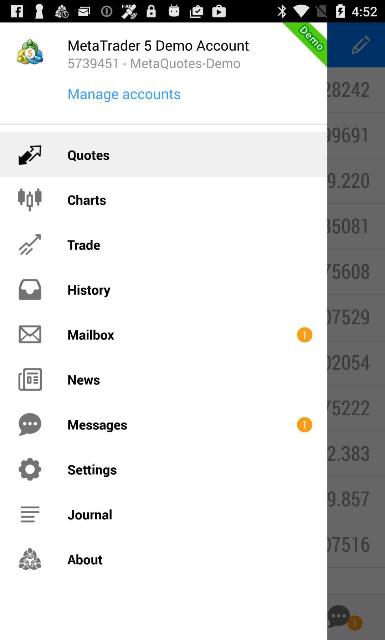 4:52
MetaTrader 5 Demo Account
5739451 - MetaQuotes-Demo
Demo
Manage accounts
28242
Quotes
99691
Charts
9.220
Trade
35081
History
75608
Mailbox 1
07529
News
02054
Messages 1
75222
Settings
2.383
Journal
9.857
About
07516
1